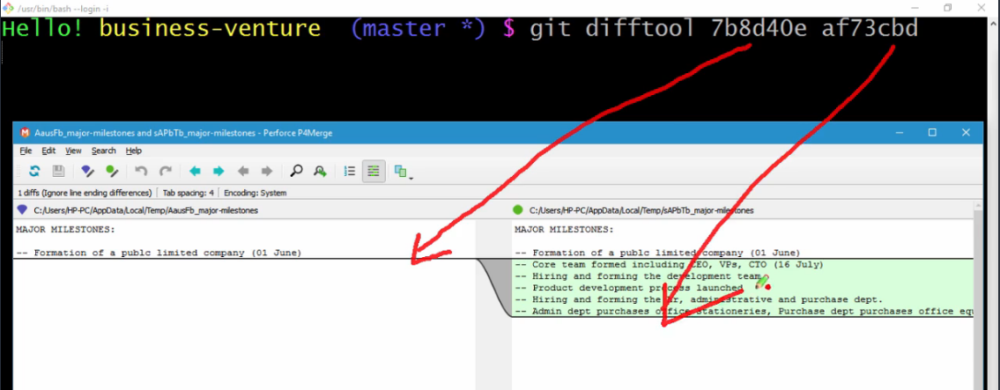 /usr/bin/bash --login -i
Hello! business-venture (master *) $ git difftool 7b8d40e af73cbd
AausFb_major-milestones and sAPbTb_major-milestones - Perforce P4Merge
File Edit View Search Help
1 diffs (Ignore line ending differences) Tab spacing: 4 Encoding: System
C:/Users/HP-PC/AppData/Local/Temp/AausFb_major-milestones
MAJOR MILESTONES:
-- Formation of a publc limited company (01 June)
C:/Users/HP-PC/AppData/Local/Temp/sAPbTb_major-milestones
MAJOR MILESTONES:
-- Formation of a publc limited company (01 June)
-- Core team formed including CEO, VPs, CTO (16 July)
-- Hiring and forming the development team
-- Product development process launched
-- Hiring and forming the hr, administrative and purchase dept.
-- Admin dept purchases office stationeries, Purchase dept purchases office equ